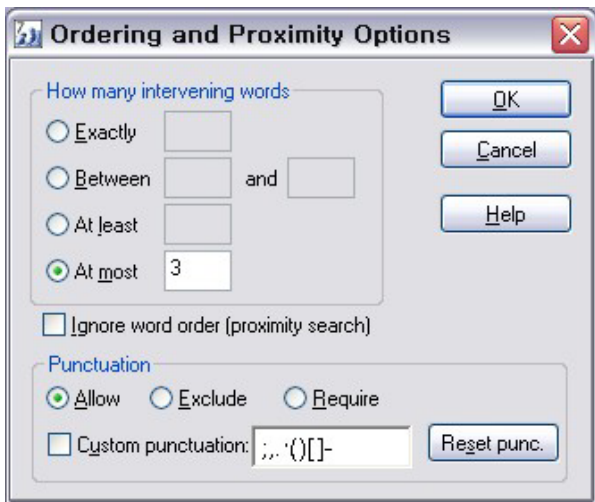 Ordering and Proximity Options
How many intervening words
OK
Exactly
Cancel
Between and
At least
Help
At most 3
Ignore word order (proximity search)
Punctuation
Allow Exclude Require
Custom punctuation: ;,.·()[]- Reset punc.